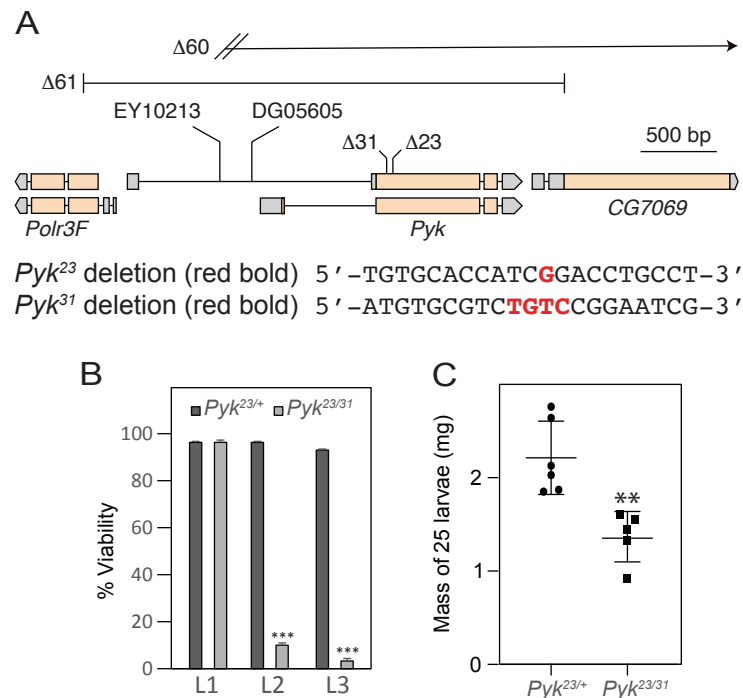 A
Δ60
Δ61
EY10213 DG05605
Δ31 Δ23
500 bp
Polr3F Pyk CG7069
Pyk²³ deletion (red bold) 5′-TGTGCACCATCGGACCTGCCT-3′
Pyk³¹ deletion (red bold) 5′-ATGTGCGTCTGTCCGGAATCG-3′
B
Pyk²³/⁺ Pyk²³/³¹
% Viability
100
80
60
40
20
0
*** ***
L1 L2 L3
C
Mass of 25 larvae (mg)
2
1
0
**
Pyk²³/⁺ Pyk²³/³¹